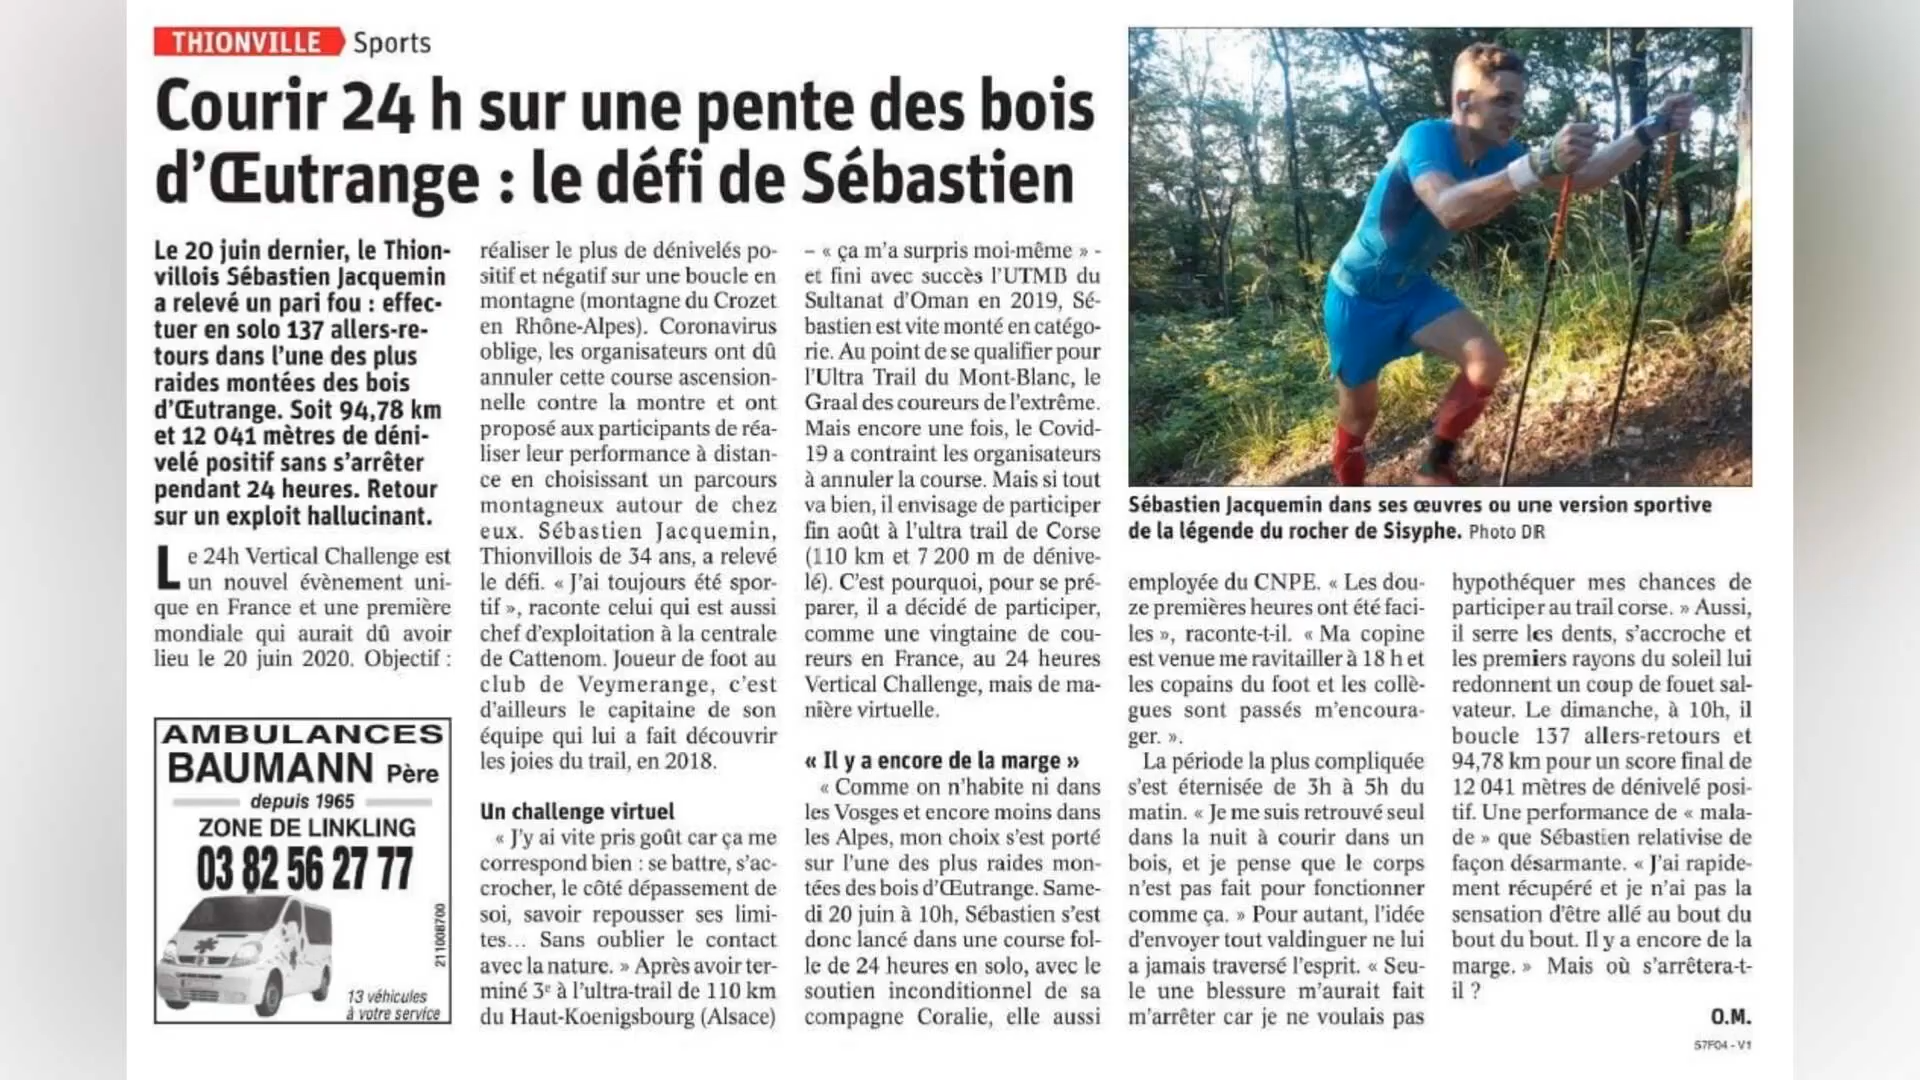 THIONVILLE Sports
Courir 24 h sur une pente des bois
d'Œutrange : le défi de Sébastien
Le 20 juin dernier, le Thion-
villois Sébastien Jacquemin
a relevé un pari fou : effec-
tuer en solo 137 allers-re-
tours dans l'une des plus
raides montées des bois
d'Œutrange. Soit 94,78 km
et 12 041 mètres de déni-
velé positif sans s'arrêter
pendant 24 heures. Retour
sur un exploit hallucinant.
Le 24h Vertical Challenge est
un nouvel évènement uni-
que en France et une première
mondiale qui aurait dû avoir
lieu le 20 juin 2020. Objectif :
réaliser le plus de dénivelés po-
sitif et négatif sur une boucle en
montagne (montagne du Crozet
en Rhône-Alpes). Coronavirus
oblige, les organisateurs ont dû
annuler cette course ascension-
nelle contre la montre et ont
proposé aux participants de réa-
liser leur performance à distan-
ce en choisissant un parcours
montagneux autour de chez
eux. Sébastien Jacquemin,
Thionvillois de 34 ans, a relevé
le défi. « J'ai toujours été spor-
tif », raconte celui qui est aussi
chef d'exploitation à la centrale
de Cattenom. Joueur de foot au
club de Veymerange, c'est
d'ailleurs le capitaine de son
équipe qui lui a fait découvrir
les joies du trail, en 2018.
Un challenge virtuel
« J'y ai vite pris goût car ça me
correspond bien : se battre, s'ac-
crocher, le côté dépassement de
soi, savoir repousser ses limi-
tes… Sans oublier le contact
avec la nature. » Après avoir ter-
miné 3e à l'ultra-trail de 110 km
du Haut-Koenigsbourg (Alsace)
– « ça m'a surpris moi-même » -
et fini avec succès l'UTMB du
Sultanat d'Oman en 2019, Sé-
bastien est vite monté en catégo-
rie. Au point de se qualifier pour
l'Ultra Trail du Mont-Blanc, le
Graal des coureurs de l'extrême.
Mais encore une fois, le Covid-
19 a contraint les organisateurs
à annuler la course. Mais si tout
va bien, il envisage de participer
fin août à l'ultra trail de Corse
(110 km et 7 200 m de dénive-
lé). C'est pourquoi, pour se pré-
parer, il a décidé de participer,
comme une vingtaine de cou-
reurs en France, au 24 heures
Vertical Challenge, mais de ma-
nière virtuelle.
« Il y a encore de la marge »
« Comme on n'habite ni dans
les Vosges et encore moins dans
les Alpes, mon choix s'est porté
sur l'une des plus raides mon-
tées des bois d'Œutrange. Same-
di 20 juin à 10h, Sébastien s'est
donc lancé dans une course fol-
le de 24 heures en solo, avec le
soutien inconditionnel de sa
compagne Coralie, elle aussi
Sébastien Jacquemin dans ses œuvres ou une version sportive
de la légende du rocher de Sisyphe. Photo DR
employée du CNPE. « Les dou-
ze premières heures ont été faci-
les », raconte-t-il. « Ma copine
est venue me ravitailler à 18 h et
les copains du foot et les collè-
gues sont passés m'encoura-
ger. ».
La période la plus compliquée
s'est éternisée de 3h à 5h du
matin. « Je me suis retrouvé seul
dans la nuit à courir dans un
bois, et je pense que le corps
n'est pas fait pour fonctionner
comme ça. » Pour autant, l'idée
d'envoyer tout valdinguer ne lui
a jamais traversé l'esprit. « Seu-
le une blessure m'aurait fait
m'arrêter car je ne voulais pas
hypothéquer mes chances de
participer au trail corse. » Aussi,
il serre les dents, s'accroche et
les premiers rayons du soleil lui
redonnent un coup de fouet sal-
vateur. Le dimanche, à 10h, il
boucle 137 allers-retours et
94,78 km pour un score final de
12 041 mètres de dénivelé posi-
tif. Une performance de « mala-
de » que Sébastien relativise de
façon désarmante. « J'ai rapide-
ment récupéré et je n'ai pas la
sensation d'être allé au bout du
bout du bout. Il y a encore de la
marge. » Mais où s'arrêtera-t-
il ?
O.M.
57F04 - V1
AMBULANCES
BAUMANN Père
depuis 1965
ZONE DE LINKLING
03 82 56 27 77
211008700
13 véhicules
à votre service